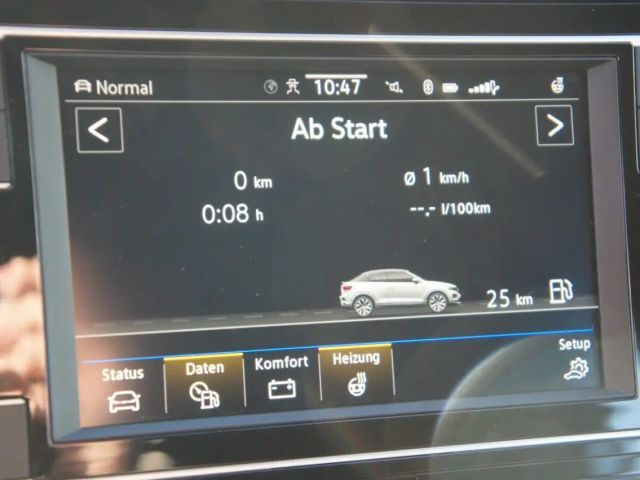 Normal
10:47
Ab Start
0 km
ø 1 km/h
0:08 h
--.- l/100km
25 km
Status
Daten
Komfort
Heizung
Setup